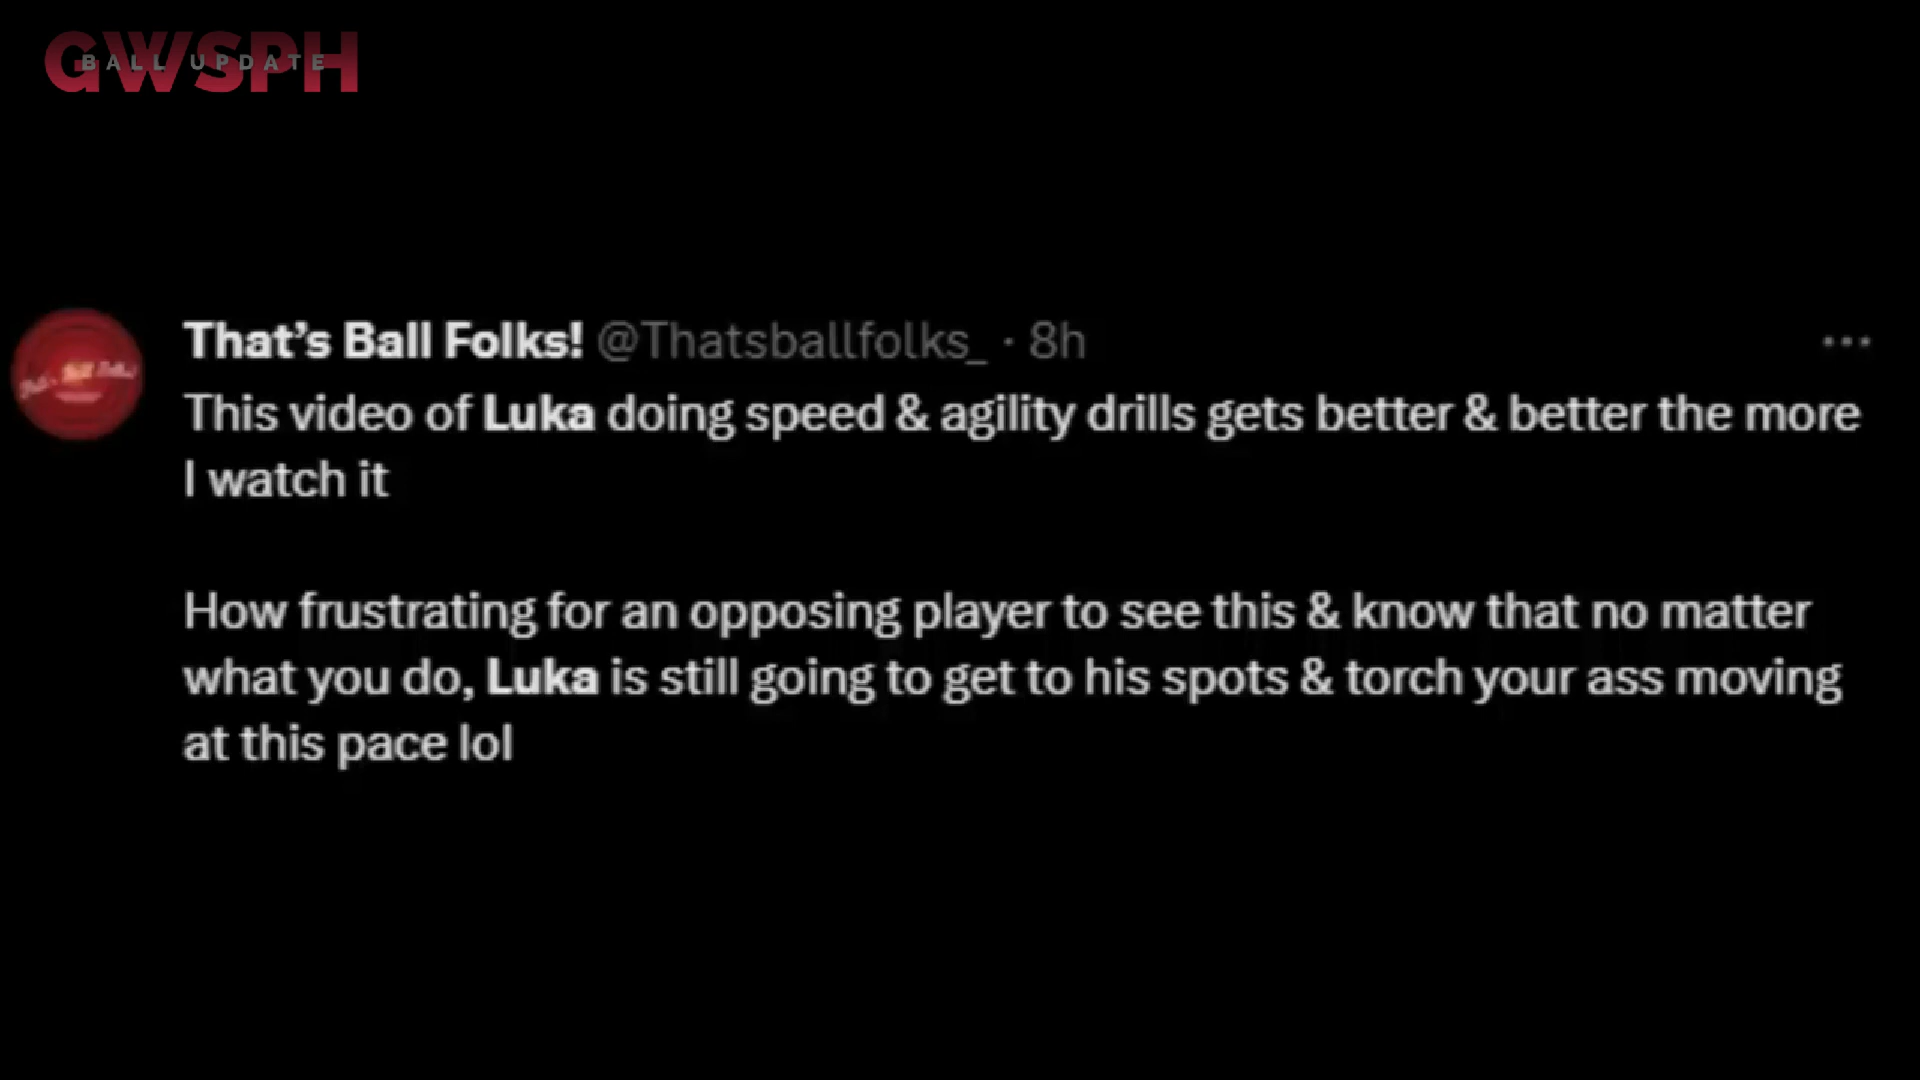 GWSPH
BALL UPDATE
That's Ball Folks! @Thatsballfolks_ · 8h
This video of Luka doing speed & agility drills gets better & better the more
I watch it
How frustrating for an opposing player to see this & know that no matter
what you do, Luka is still going to get to his spots & torch your ass moving
at this pace lol